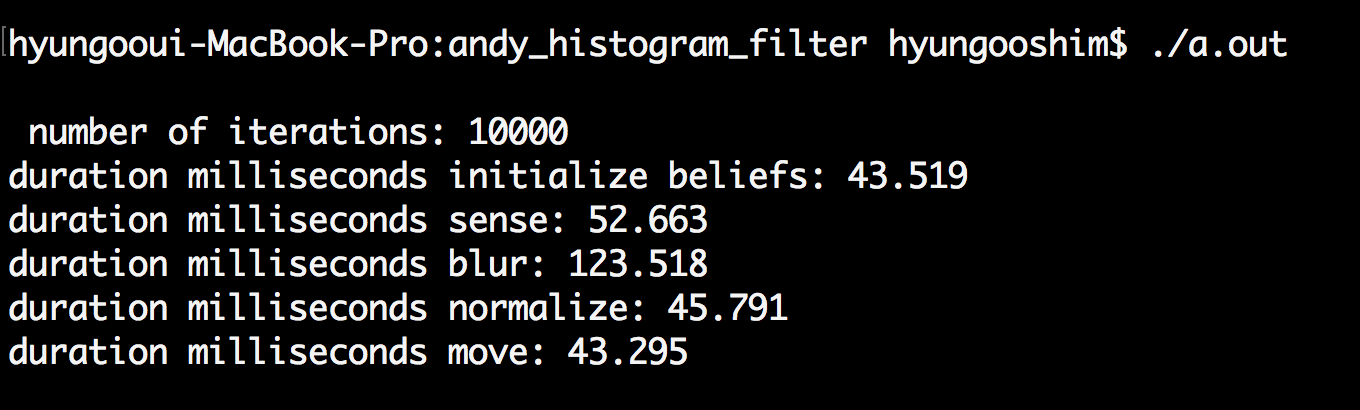 hyungooui-MacBook-Pro:andy_histogram_filter hyungooshim$ ./a.out
number of iterations: 10000
duration milliseconds initialize beliefs: 43.519
duration milliseconds sense: 52.663
duration milliseconds blur: 123.518
duration milliseconds normalize: 45.791
duration milliseconds move: 43.295